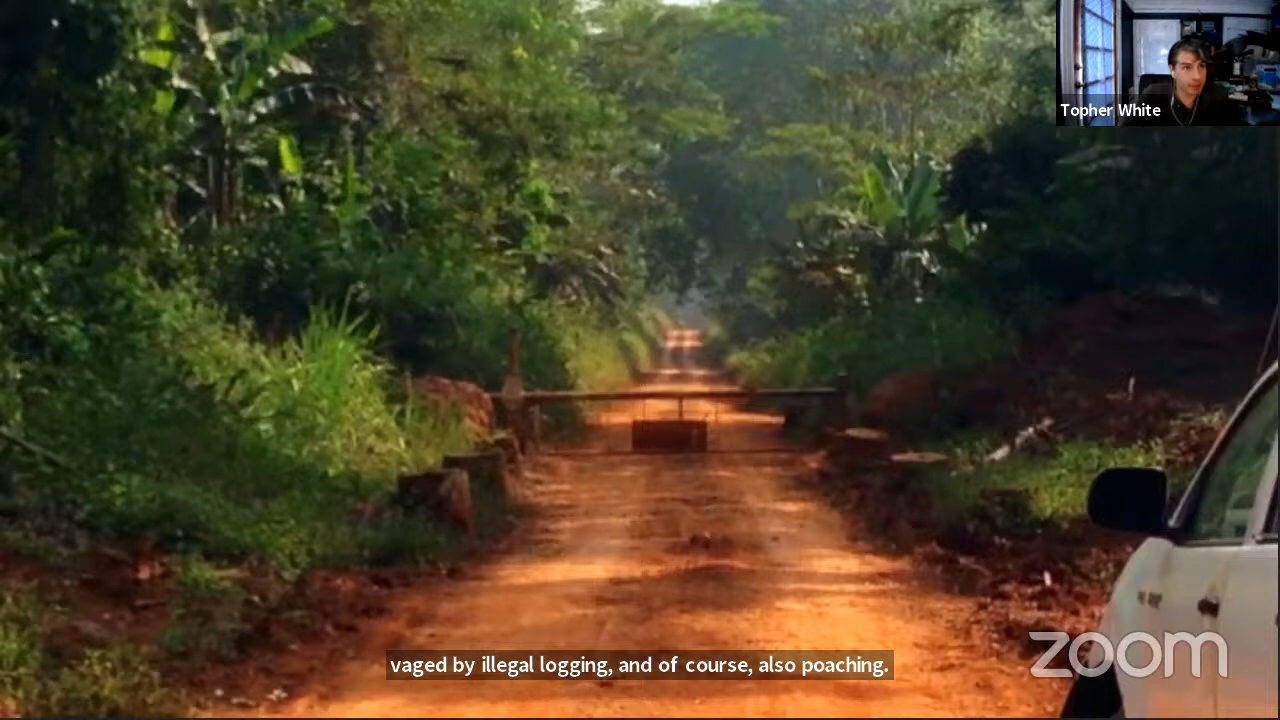 Topher White
vaged by illegal logging, and of course, also poaching.
zoom